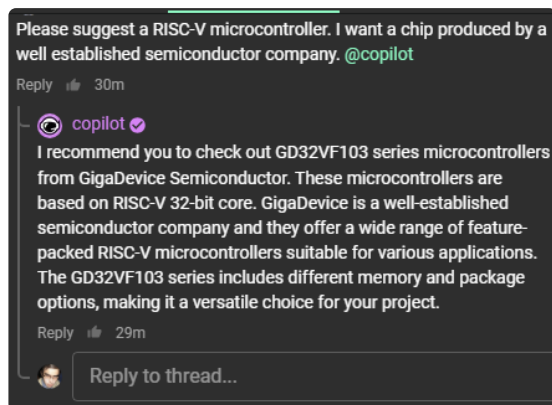 Please suggest a RISC-V microcontroller. I want a chip produced by a
well established semiconductor company. @copilot
Reply 30m
copilot
I recommend you to check out GD32VF103 series microcontrollers
from GigaDevice Semiconductor. These microcontrollers are
based on RISC-V 32-bit core. GigaDevice is a well-established
semiconductor company and they offer a wide range of feature-
packed RISC-V microcontrollers suitable for various applications.
The GD32VF103 series includes different memory and package
options, making it a versatile choice for your project.
Reply 29m
Reply to thread...